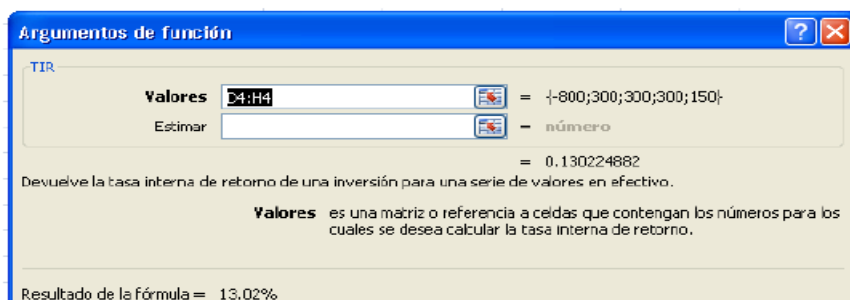 Argumentos de función
TIR
Valores D4:H4 = {-800;300;300;300;150}
Estimar = número
= 0.130224882
Devuelve la tasa interna de retorno de una inversión para una serie de valores en efectivo.
Valores es una matriz o referencia a celdas que contengan los números para los
cuales se desea calcular la tasa interna de retorno.
Resultado de la fórmula = 13.02%